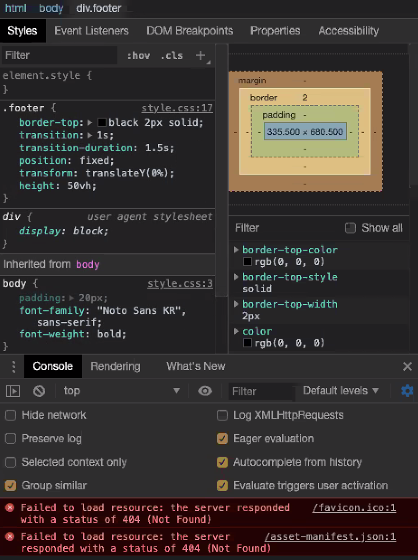 html body div.footer
Styles Event Listeners DOM Breakpoints Properties Accessibility
Filter :hov .cls +
element.style {
}
.footer { style.css:17
border-top: black 2px solid;
transition: 1s;
transition-duration: 1.5s;
position: fixed;
transform: translateY(0%);
height: 50vh;
}
div { user agent stylesheet
display: block;
}
Inherited from body
body { style.css:3
padding: 20px;
font-family: "Noto Sans KR",
sans-serif;
font-weight: bold;
}
margin -
border 2
padding -
- - - 335.500 × 680.500 - - -
-
-
-
Filter Show all
border-top-color
rgb(0, 0, 0)
border-top-style
solid
border-top-width
2px
color
rgb(0, 0, 0)
Console Rendering What's New
top Filter Default levels
Hide network Log XMLHttpRequests
Preserve log Eager evaluation
Selected context only Autocomplete from history
Group similar Evaluate triggers user activation
Failed to load resource: the server responded /favicon.ico:1
with a status of 404 (Not Found)
Failed to load resource: the server /asset-manifest.json:1
responded with a status of 404 (Not Found)